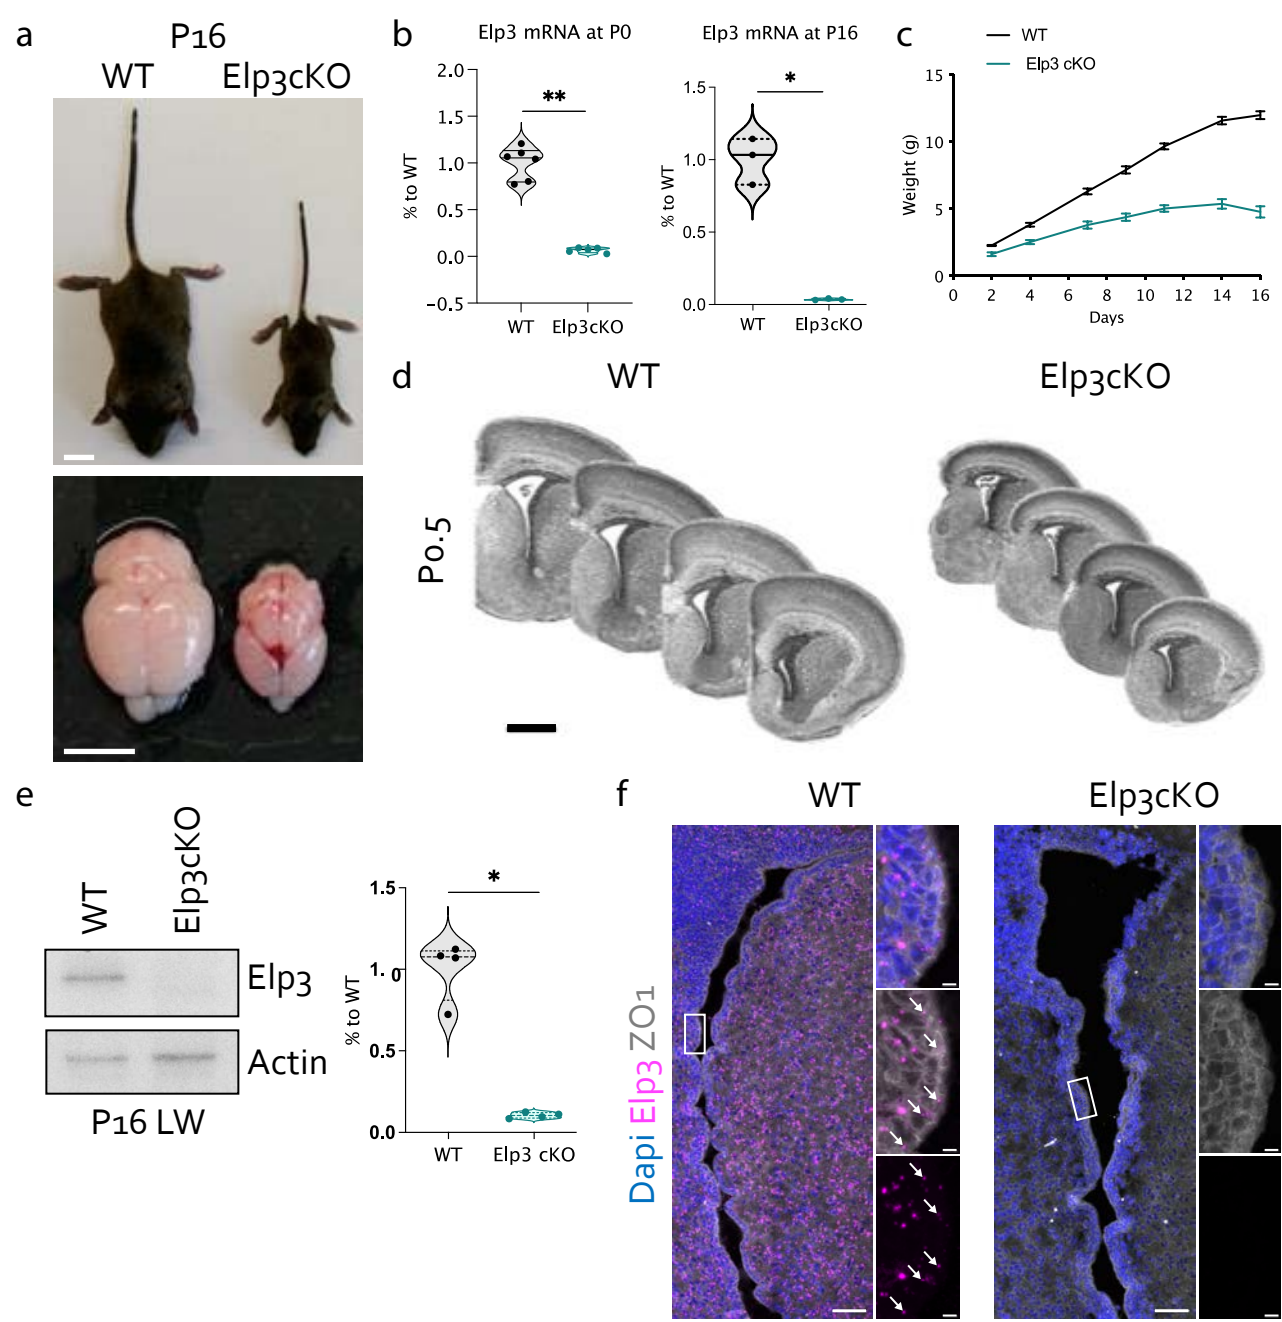 a
P16
WT Elp3cKO
b
Elp3 mRNA at P0
2.0
1.5
1.0
0.5
0.0
−0.5
% to WT
**
WT Elp3cKO
Elp3 mRNA at P16
1.5
1.0
0.5
0.0
% to WT
*
WT Elp3cKO
c
WT
Elp3 cKO
15
10
5
0
Weight (g)
0 2 4 6 8 10 12 14 16
Days
d
WT Elp3cKO
P0.5
e
WT
Elp3cKO
Elp3
Actin
P16 LW
1.5
1.0
0.5
0.0
% to WT
*
WT Elp3 cKO
f
WT Elp3cKO
Dapi Elp3 ZO1